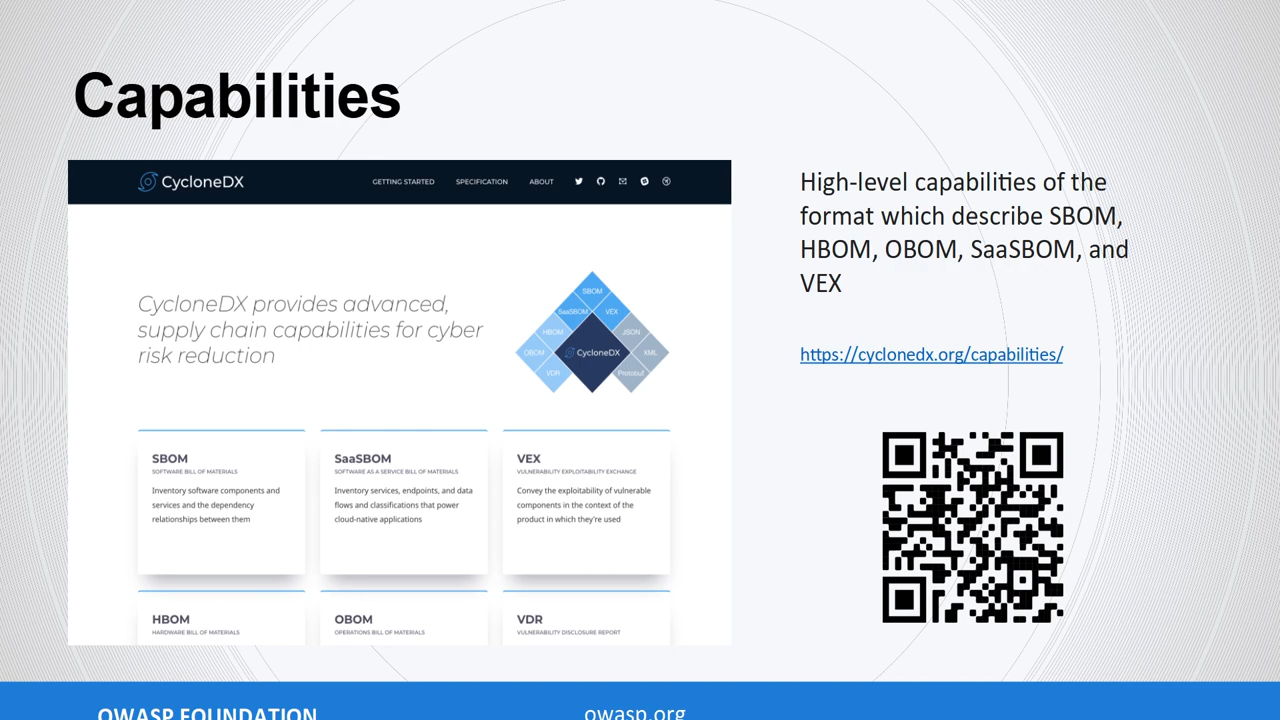 Capabilities
CycloneDX
GETTING STARTED
SPECIFICATION
ABOUT
CycloneDX provides advanced,
supply chain capabilities for cyber
risk reduction
SBOM
SaaSBOM
VEX
HBOM
JSON
OBOM
CycloneDX
XML
VDR
Protobuf
SBOM
SOFTWARE BILL OF MATERIALS
Inventory software components and
services and the dependency
relationships between them
SaaSBOM
SOFTWARE AS A SERVICE BILL OF MATERIALS
Inventory services, endpoints, and data
flows and classifications that power
cloud-native applications
VEX
VULNERABILITY EXPLOITABILITY EXCHANGE
Convey the exploitability of vulnerable
components in the context of the
product in which they're used
HBOM
HARDWARE BILL OF MATERIALS
OBOM
OPERATIONS BILL OF MATERIALS
VDR
VULNERABILITY DISCLOSURE REPORT
High-level capabilities of the
format which describe SBOM,
HBOM, OBOM, SaaSBOM, and
VEX
https://cyclonedx.org/capabilities/
OWASP FOUNDATION
owasp.org